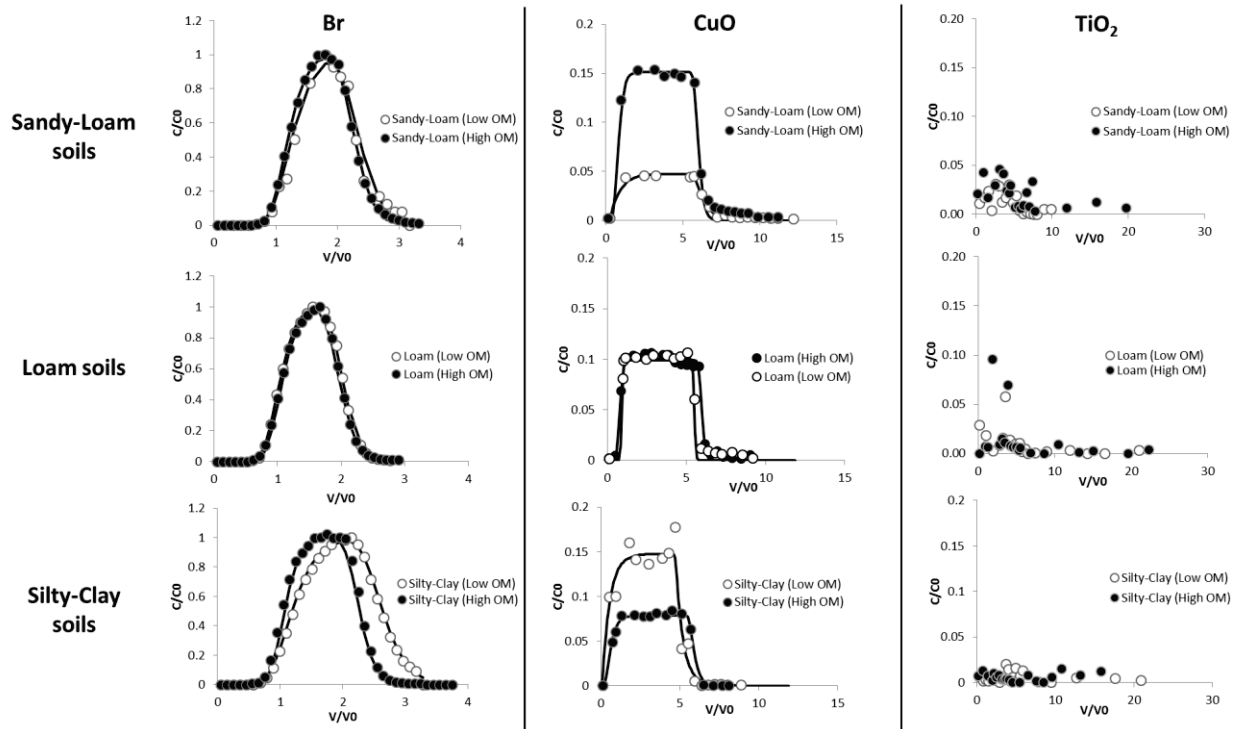 Br
CuO
TiO₂
Sandy-Loam
soils
C/C0
1.2
1
0.8
0.6
0.4
0.2
0
0
1
2
3
4
V/V0
Sandy-Loam (Low OM)
Sandy-Loam (High OM)
C/C0
0.2
0.15
0.1
0.05
0
0
5
10
15
V/V0
Sandy-Loam (Low OM)
Sandy-Loam (High OM)
C/C0
0.20
0.15
0.10
0.05
0.00
0
10
20
30
V/V0
Sandy-Loam (Low OM)
Sandy-Loam (High OM)
Loam soils
C/C0
1.2
1
0.8
0.6
0.4
0.2
0
0
1
2
3
4
V/V0
Loam (Low OM)
Loam (High OM)
C/C0
0.2
0.15
0.1
0.05
0
0
5
10
15
V/V0
Loam (High OM)
Loam (Low OM)
C/C0
0.20
0.15
0.10
0.05
0.00
0
10
20
30
V/V0
Loam (Low OM)
Loam (High OM)
Silty-Clay
soils
C/C0
1.2
1
0.8
0.6
0.4
0.2
0
0
1
2
3
4
V/V0
Silty-Clay (Low OM)
Silty-Clay (High OM)
C/C0
0.2
0.15
0.1
0.05
0
0
5
10
15
V/V0
Silty-Clay (Low OM)
Silty-Clay (High OM)
C/C0
0.2
0.15
0.1
0.05
0
0
10
20
30
V/V0
Silty-Clay (Low OM)
Silty-Clay (High OM)